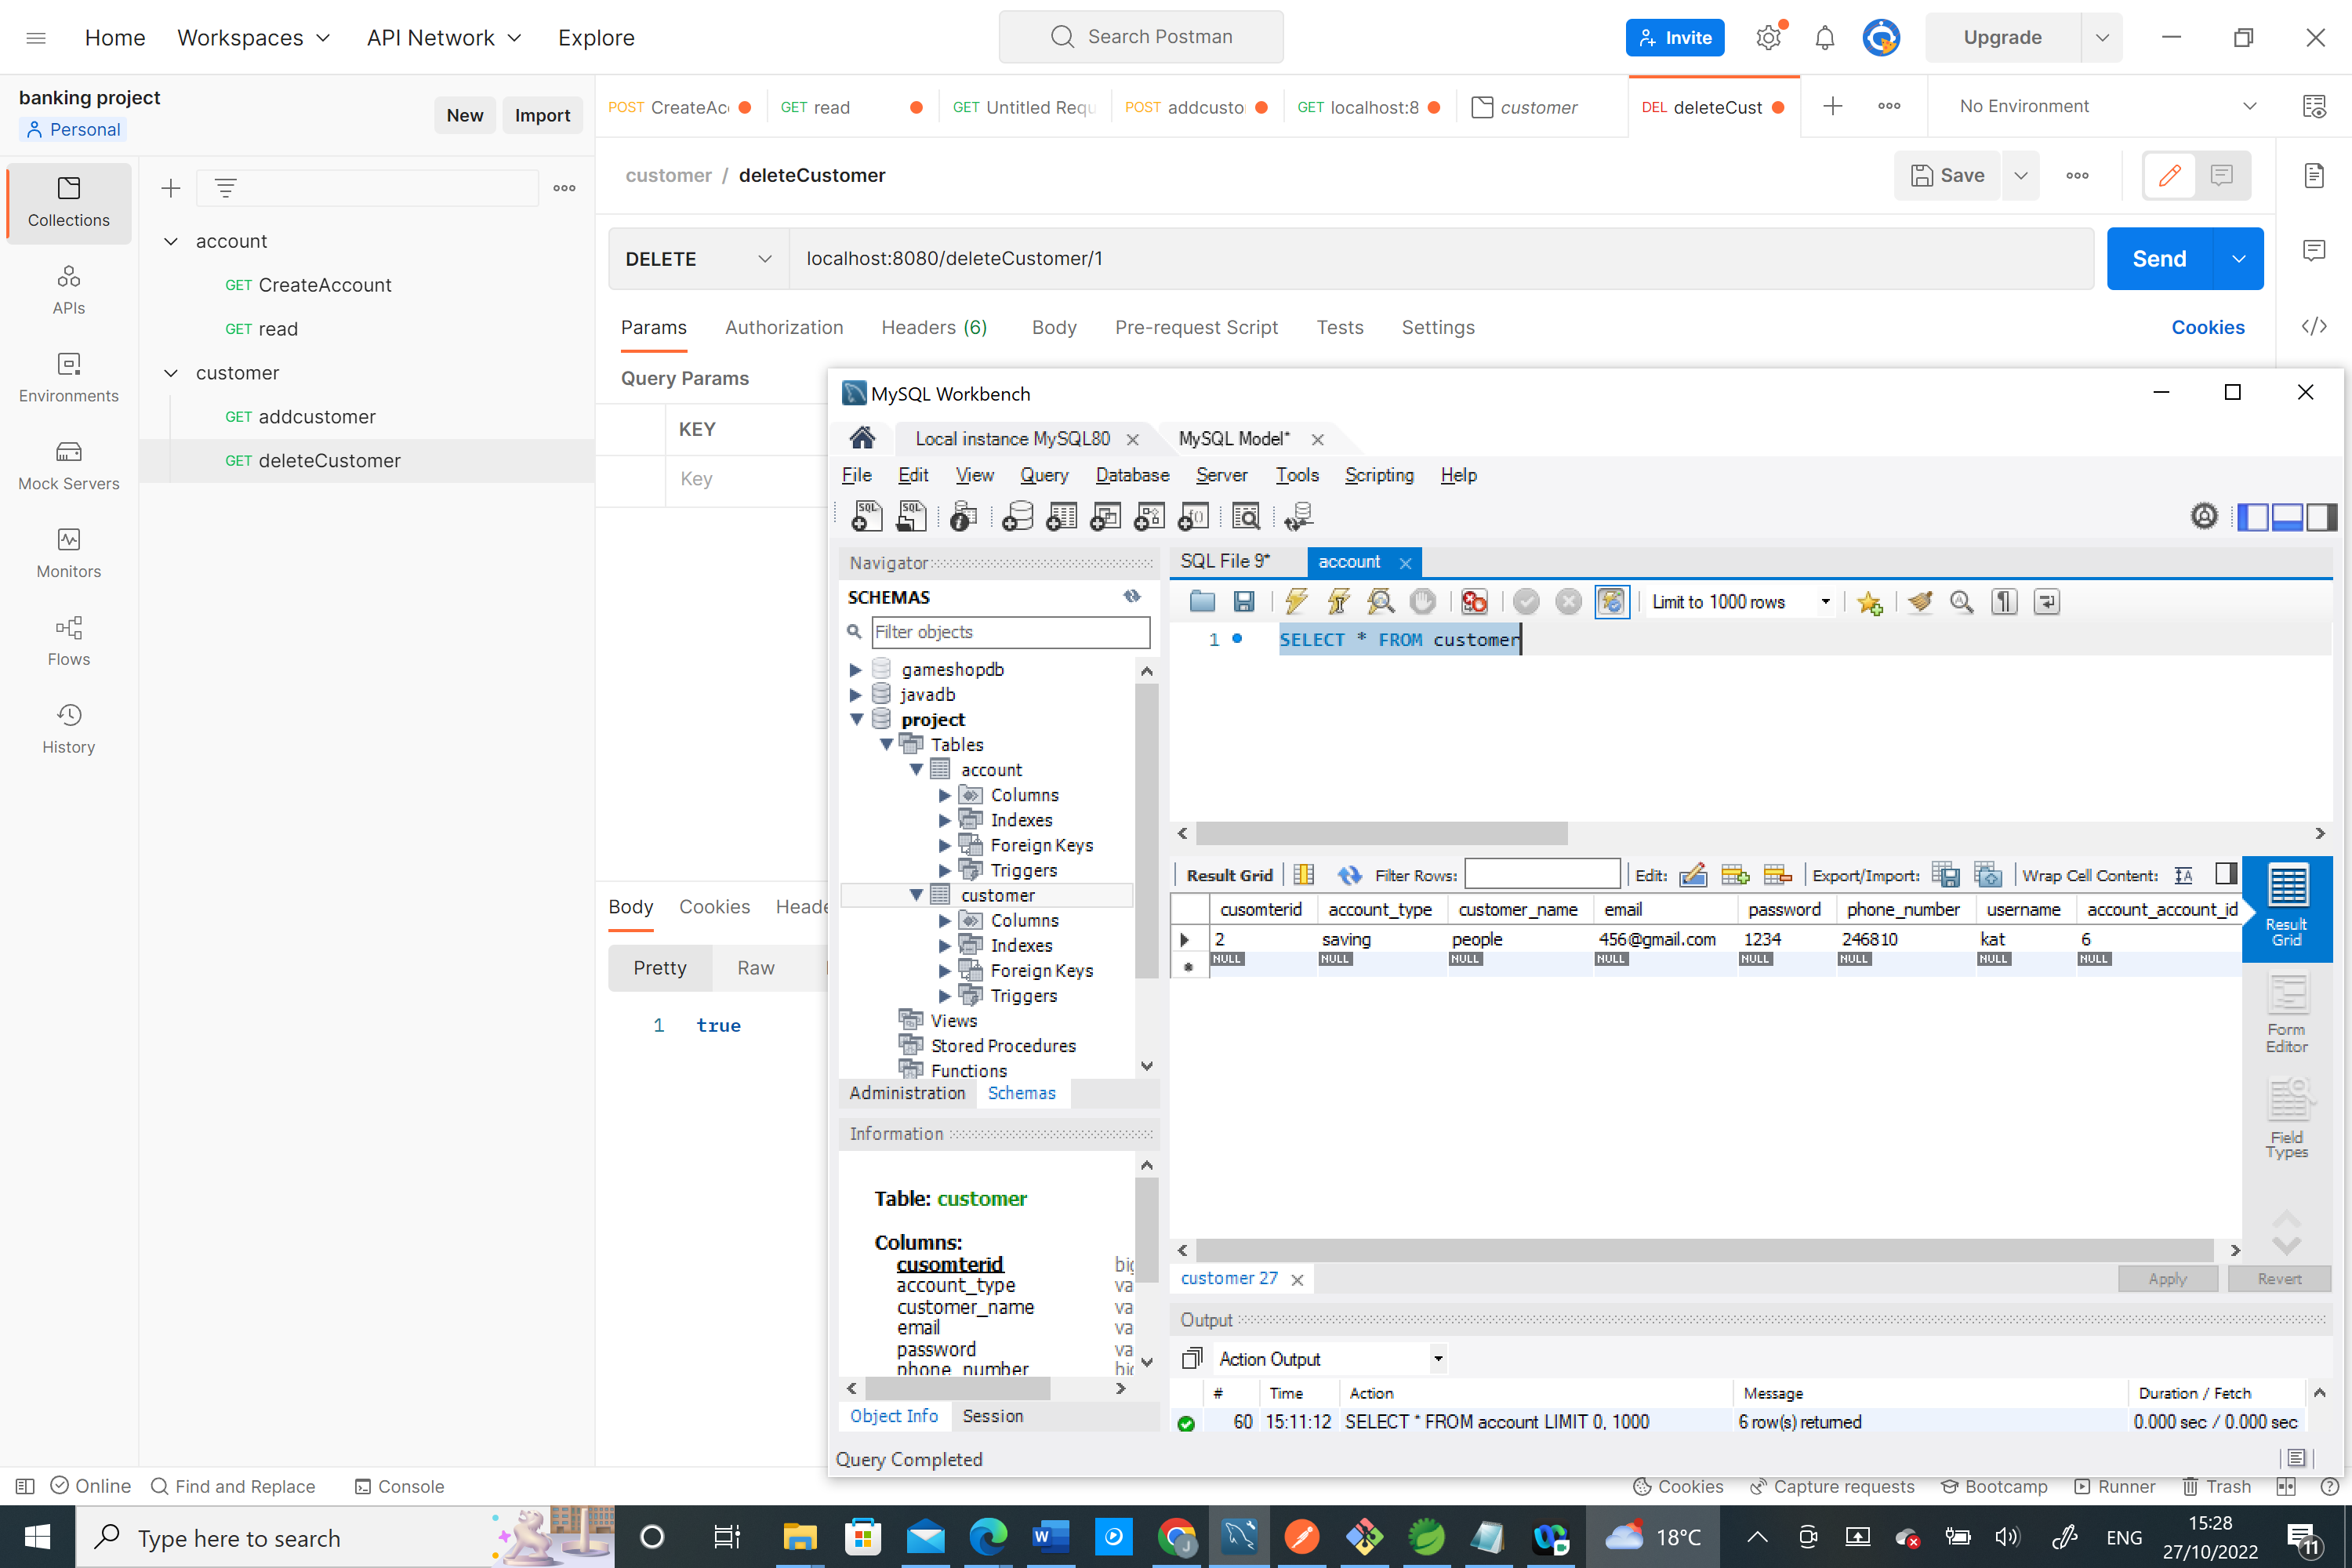 Home Workspaces API Network Explore Search Postman Invite Upgrade
banking project
Personal
New Import
POST CreateAc GET read GET Untitled Requ POST addcusto GET localhost:8 customer DEL deleteCust No Environment
Collections
APIs
Environments
Mock Servers
Monitors
Flows
History
account
GET CreateAccount
GET read
customer
GET addcustomer
GET deleteCustomer
customer / deleteCustomer Save
DELETE localhost:8080/deleteCustomer/1 Send
Params Authorization Headers (6) Body Pre-request Script Tests Settings Cookies
Query Params
KEY
Key
Body Cookies Heade
Pretty Raw
1 true
MySQL Workbench
Local instance MySQL80 MySQL Model*
File Edit View Query Database Server Tools Scripting Help
Navigator
SCHEMAS
Filter objects
gameshopdb
javadb
project
Tables
account
Columns
Indexes
Foreign Keys
Triggers
customer
Columns
Indexes
Foreign Keys
Triggers
Views
Stored Procedures
Functions
Administration Schemas
Information
Table: customer
Columns:
cusomterid big
account_type va
customer_name va
email va
password va
phone_number big
Object Info Session
Query Completed
SQL File 9* account
Limit to 1000 rows
1 SELECT * FROM customer
Result Grid Filter Rows: Edit: Export/Import: Wrap Cell Content:
cusomterid account_type customer_name email password phone_number username account_account_id
2 saving people 456@gmail.com 1234 246810 kat 6
NULL NULL NULL NULL NULL NULL NULL NULL
Result
Grid
Form
Editor
Field
Types
customer 27 Apply Revert
Output
Action Output
# Time Action Message Duration / Fetch
60 15:11:12 SELECT * FROM account LIMIT 0, 1000 6 row(s) returned 0.000 sec / 0.000 sec
Online Find and Replace Console Cookies Capture requests Bootcamp Runner Trash
Type here to search 18°C ENG 15:28
27/10/2022 11